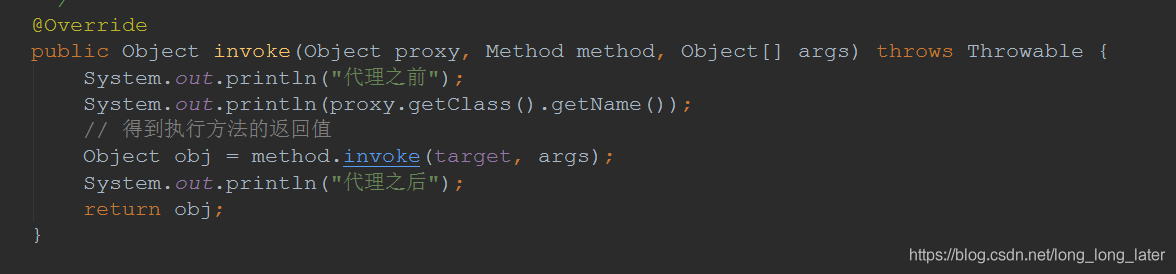 /
@Override
public Object invoke(Object proxy, Method method, Object[] args) throws Throwable {
System.out.println("代理之前");
System.out.println(proxy.getClass().getName());
// 得到执行方法的返回值
Object obj = method.invoke(target, args);
System.out.println("代理之后");
return obj;
}
https://blog.csdn.net/long_long_later